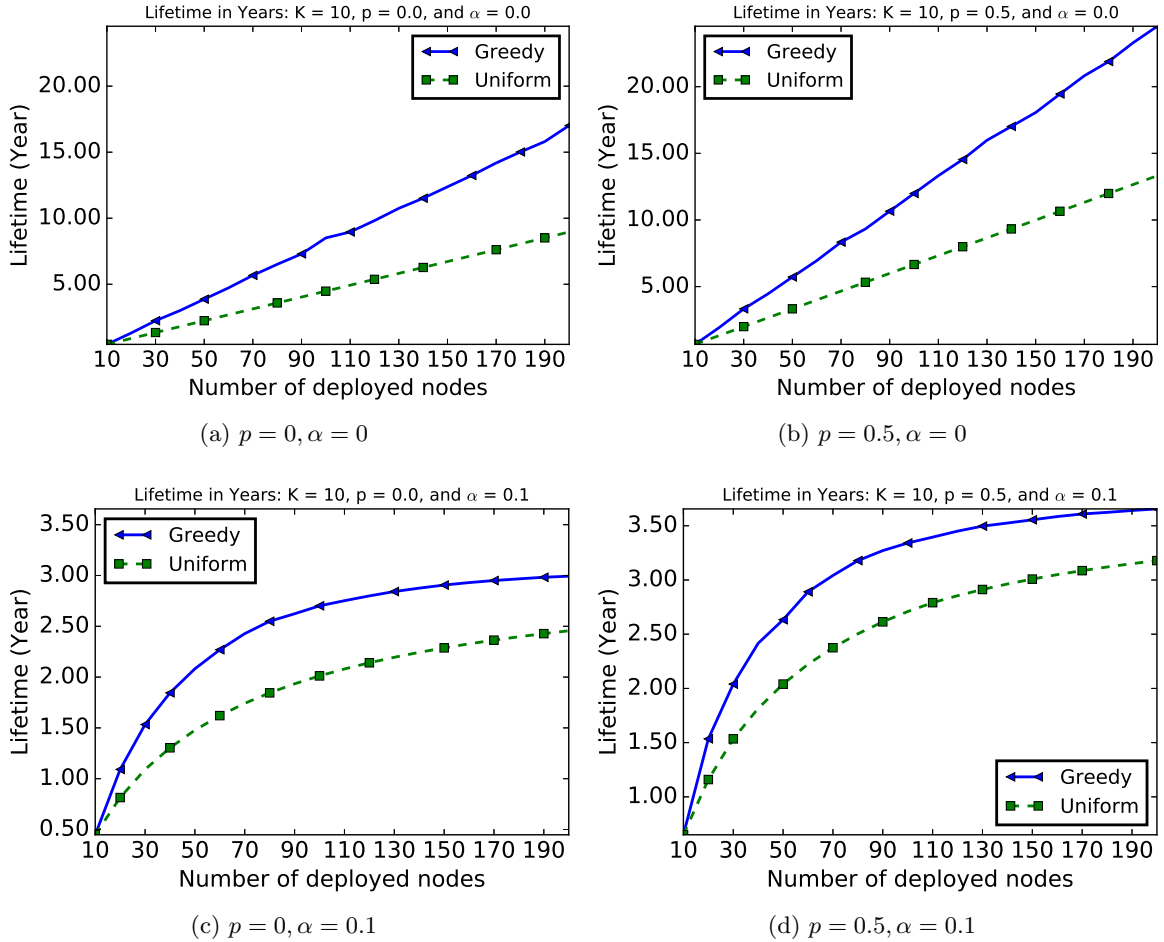 Lifetime in Years: K = 10, p = 0.0, and α = 0.0
Lifetime (Year)
20.00
15.00
10.00
5.00
Greedy
Uniform
10 30 50 70 90 110 130 150 170 190
Number of deployed nodes
(a) p = 0, α = 0
Lifetime in Years: K = 10, p = 0.5, and α = 0.0
Lifetime (Year)
20.00
15.00
10.00
5.00
Greedy
Uniform
10 30 50 70 90 110 130 150 170 190
Number of deployed nodes
(b) p = 0.5, α = 0
Lifetime in Years: K = 10, p = 0.0, and α = 0.1
Lifetime (Year)
3.50
3.00
2.50
2.00
1.50
1.00
0.50
Greedy
Uniform
10 30 50 70 90 110 130 150 170 190
Number of deployed nodes
(c) p = 0, α = 0.1
Lifetime in Years: K = 10, p = 0.5, and α = 0.1
Lifetime (Year)
3.50
3.00
2.50
2.00
1.50
1.00
Greedy
Uniform
10 30 50 70 90 110 130 150 170 190
Number of deployed nodes
(d) p = 0.5, α = 0.1